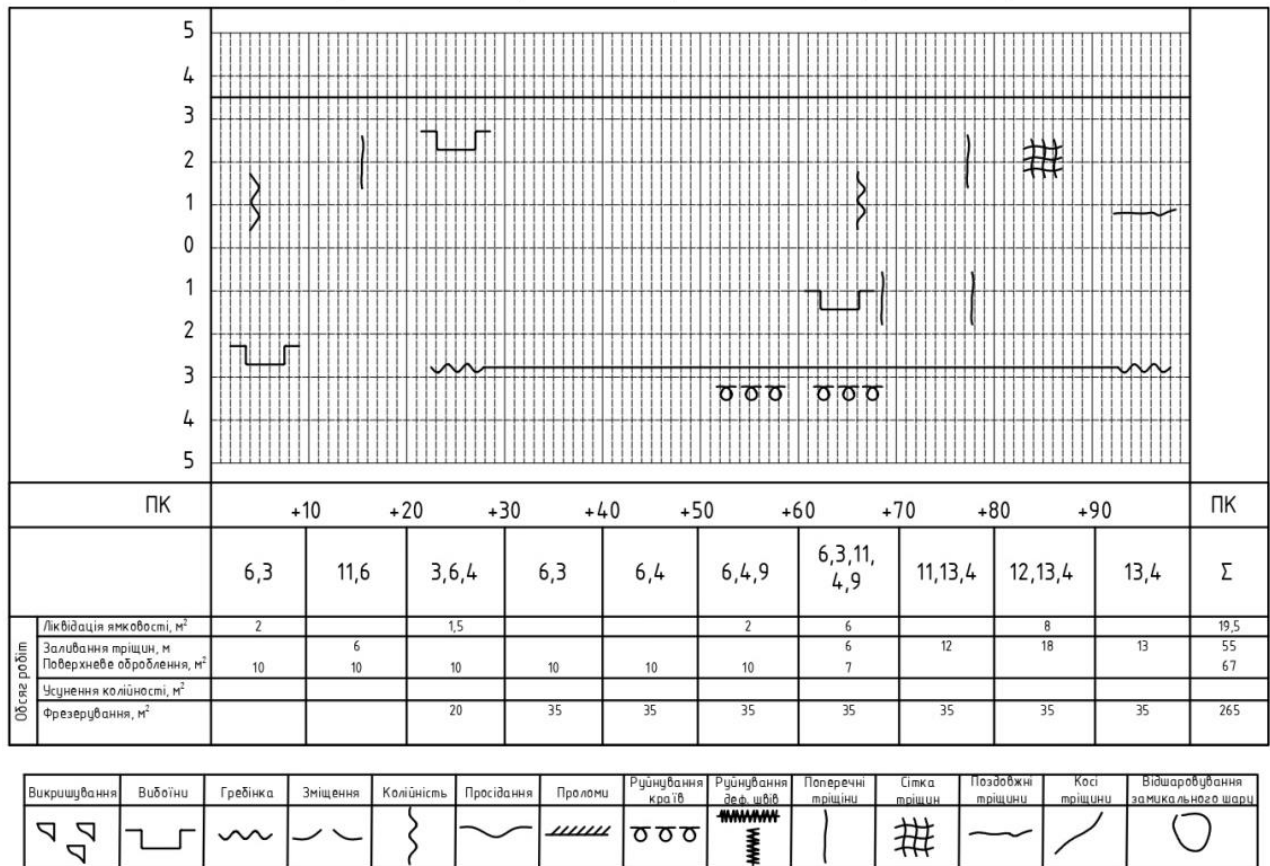 5
4
3
2
1
0
1
2
3
4
5
ПК +10 +20 +30 +40 +50 +60 +70 +80 +90 ПК
6,3 11,6 3,6,4 6,3 6,4 6,4,9 6,3,11, 4,9 11,13,4 12,13,4 13,4 Σ
Обсяг робіт
Ліквідація ямковості, м² 2 1,5 2 6 8 19,5
Заливання тріщин, м 6 6 12 18 13 55
Поверхневе оброблення, м² 10 10 10 10 10 10 7 67
Усунення колійності, м²
Фрезерування, м² 20 35 35 35 35 35 35 35 265
Викришування Вибоїни Гребінка Зміщення Колійність Просідання Проломи Руйнування країв Руйнування деф. швів Поперечні тріщіни Сітка тріщин Поздовжні тріщини Косі тріщини Відшаровування замикального шару